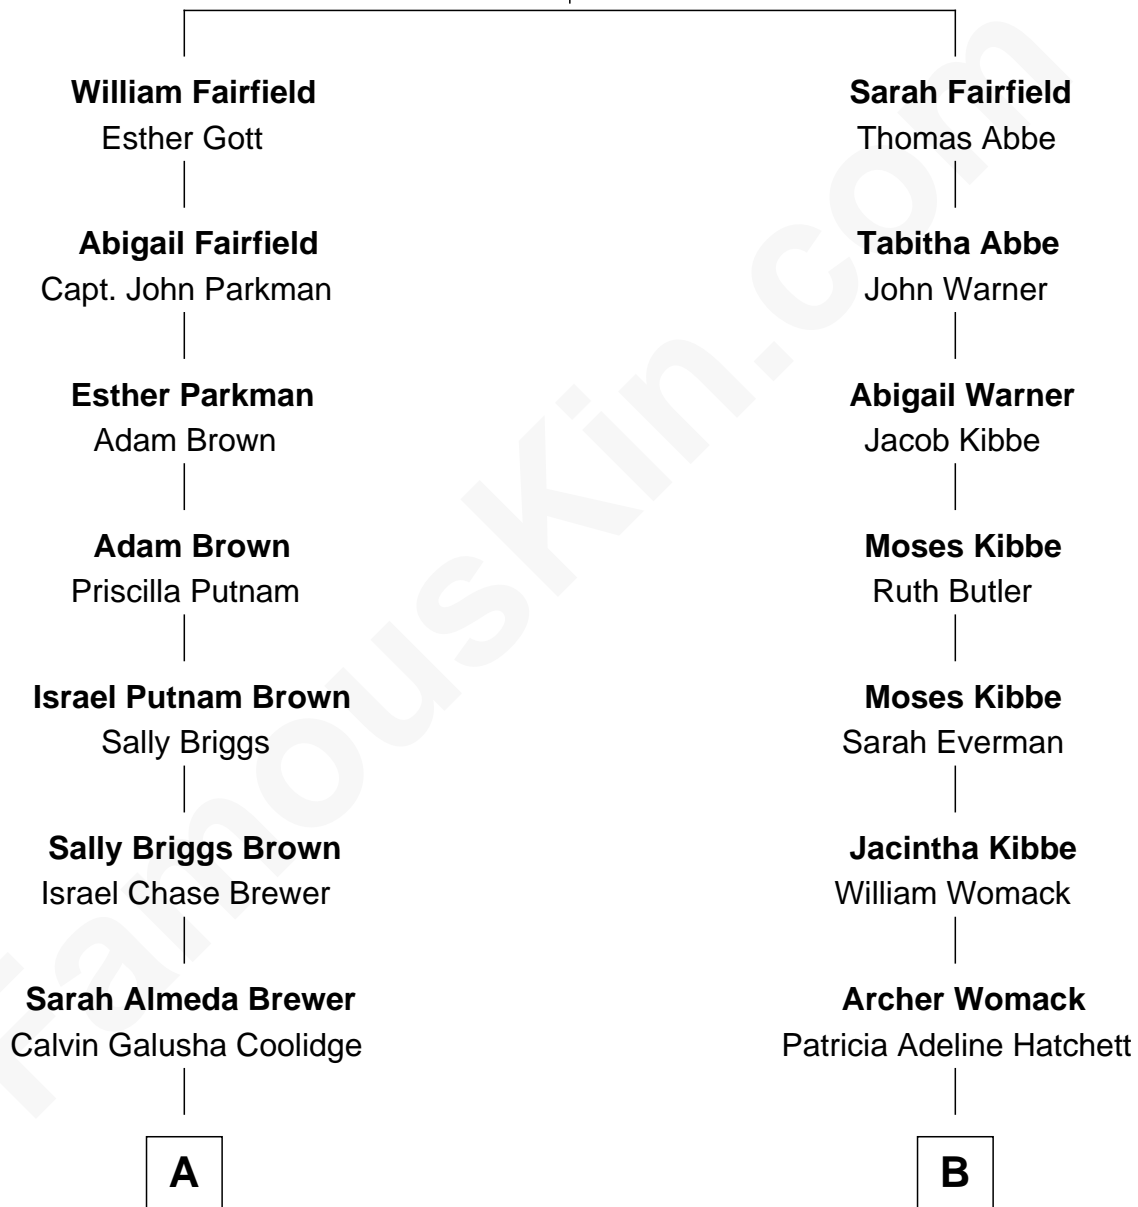 William Fairfield
Esther Gott
Abigail Fairfield
Capt. John Parkman
Esther Parkman
Adam Brown
Adam Brown
Priscilla Putnam
Israel Putnam Brown
Sally Briggs
Sally Briggs Brown
Israel Chase Brewer
Sarah Almeda Brewer
Calvin Galusha Coolidge
A
Sarah Fairfield
Thomas Abbe
Tabitha Abbe
John Warner
Abigail Warner
Jacob Kibbe
Moses Kibbe
Ruth Butler
Moses Kibbe
Sarah Everman
Jacintha Kibbe
William Womack
Archer Womack
Patricia Adeline Hatchett
B
FamousKin.com